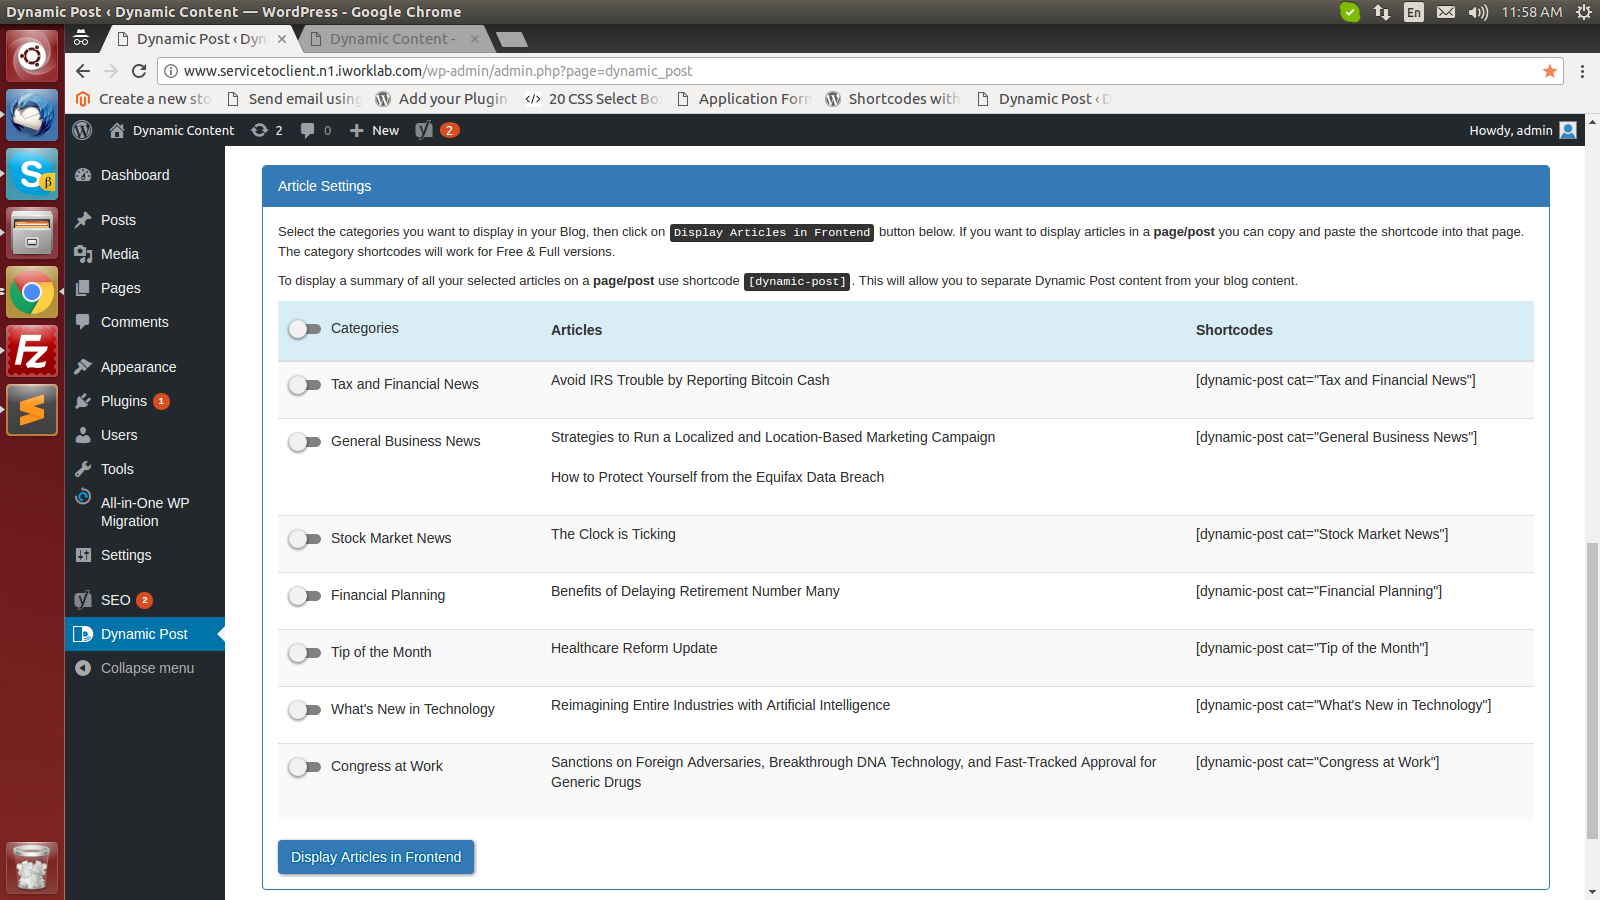 Dynamic Post ‹ Dynamic Content — WordPress - Google Chrome
En
11:58 AM
Dynamic Post ‹ Dyn
Dynamic Content -
www.servicetoclient.n1.iworklab.com/wp-admin/admin.php?page=dynamic_post
Create a new sto
Send email using
Add your Plugin
20 CSS Select Bo
Application Form
Shortcodes with
Dynamic Post ‹ D
Dynamic Content
2
0
New
2
Howdy, admin
Dashboard
Posts
Media
Pages
Comments
Appearance
Plugins 1
Users
Tools
All-in-One WP
Migration
Settings
SEO 2
Dynamic Post
Collapse menu
Article Settings
Select the categories you want to display in your Blog, then click on Display Articles in Frontend button below. If you want to display articles in a page/post you can copy and paste the shortcode into that page.
The category shortcodes will work for Free & Full versions.
To display a summary of all your selected articles on a page/post use shortcode [dynamic-post]. This will allow you to separate Dynamic Post content from your blog content.
Categories Articles Shortcodes
Tax and Financial News Avoid IRS Trouble by Reporting Bitcoin Cash [dynamic-post cat="Tax and Financial News"]
General Business News Strategies to Run a Localized and Location-Based Marketing Campaign [dynamic-post cat="General Business News"]
How to Protect Yourself from the Equifax Data Breach
Stock Market News The Clock is Ticking [dynamic-post cat="Stock Market News"]
Financial Planning Benefits of Delaying Retirement Number Many [dynamic-post cat="Financial Planning"]
Tip of the Month Healthcare Reform Update [dynamic-post cat="Tip of the Month"]
What's New in Technology Reimagining Entire Industries with Artificial Intelligence [dynamic-post cat="What's New in Technology"]
Congress at Work Sanctions on Foreign Adversaries, Breakthrough DNA Technology, and Fast-Tracked Approval for [dynamic-post cat="Congress at Work"]
Generic Drugs
Display Articles in Frontend